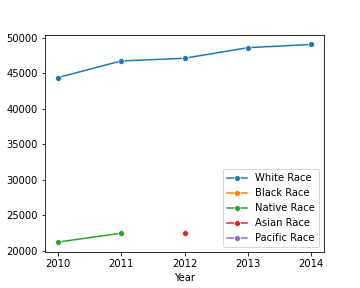 50000
45000
40000
35000
30000
25000
20000
2010 2011 2012 2013 2014
Year
White Race
Black Race
Native Race
Asian Race
Pacific Race